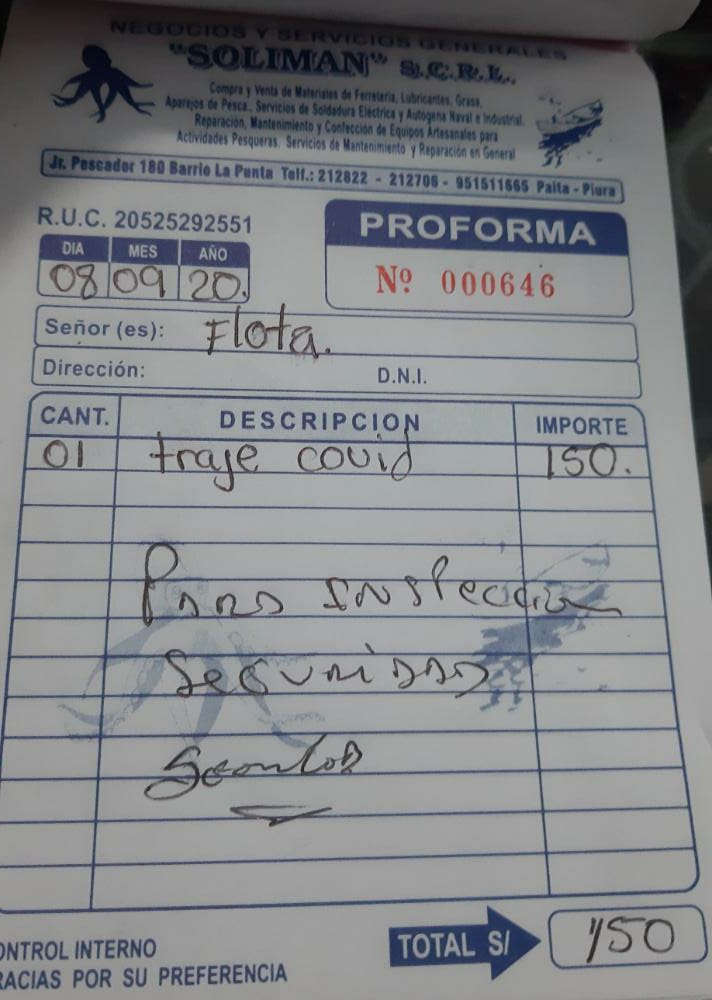 NEGOCIOS Y SERVICIOS GENERALES
"SOLIMAN" S.C.R.L.
Compra y Venta de Materiales de Ferretería, Lubricantes, Grasa,
Aparejos de Pesca, Servicios de Soldadura Eléctrica y Autogena Naval e Industrial.
Reparación, Mantenimiento y Confección de Equipos Artesanales para
Actividades Pesqueras. Servicios de Mantenimiento y Reparación en General
Jr. Pescador 180 Barrio La Punta Telf.: 212822 - 212706 - 951511665 Paita - Piura
R.U.C. 20525292551
PROFORMA
DIA MES AÑO
08 09 20.
Nº 000646
Señor (es): Flota.
Dirección: D.N.I.
CANT. DESCRIPCION IMPORTE
01 traje covid 150.
Para Inspeccion
Seguridad
ONTROL INTERNO
RACIAS POR SU PREFERENCIA
TOTAL S/ 150